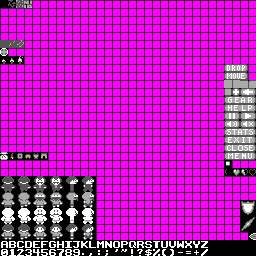 DROP
MOVE
GEAR
HELP
STATS
EXIT
CLOSE
MENU
ABCDEFGHIJKLMNOPQRSTUVWXYZ
0123456789.,:;'"!?$%()-=+/